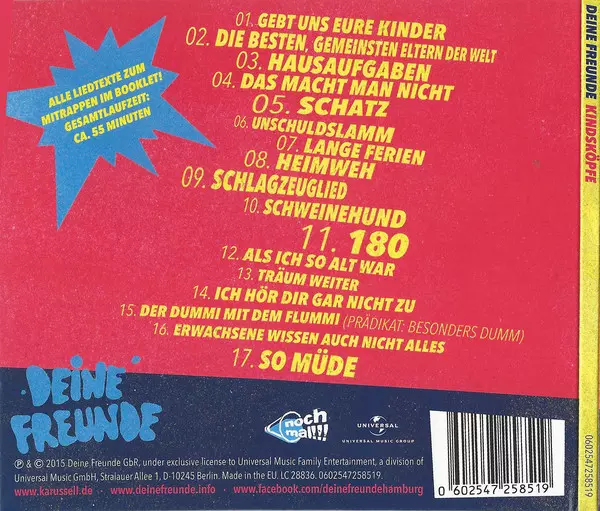 01. GEBT UNS EURE KINDER
02. DIE BESTEN, GEMEINSTEN ELTERN DER WELT
03. HAUSAUFGABEN
04. DAS MACHT MAN NICHT
05. SCHATZ
06. UNSCHULDSLAMM
07. LANGE FERIEN
08. HEIMWEH
09. SCHLAGZEUGLIED
10. SCHWEINEHUND
11. 180
12. ALS ICH SO ALT WAR
13. TRÄUM WEITER
14. ICH HÖR DIR GAR NICHT ZU
15. DER DUMMI MIT DEM FLUMMI (PRÄDIKAT: BESONDERS DUMM)
16. ERWACHSENE WISSEN AUCH NICHT ALLES
17. SO MÜDE
ALLE LIEDTEXTE ZUM
MITRAPPEN IM BOOKLET!
GESAMTLAUFZEIT:
CA. 55 MINUTEN
DEINE
FREUNDE
noch
mal!!!
UNIVERSAL
UNIVERSAL MUSIC GROUP
0 602547 258519
℗ & © 2015 Deine Freunde GbR, under exclusive license to Universal Music Family Entertainment, a division of
Universal Music GmbH, Stralauer Allee 1, D-10245 Berlin. Made in the EU. LC 28836. 0602547258519.
www.karussell.de – www.deinefreunde.info – www.facebook.com/deinefreundehamburg
DEINE FREUNDE KINDSKÖPFE
0602547258519